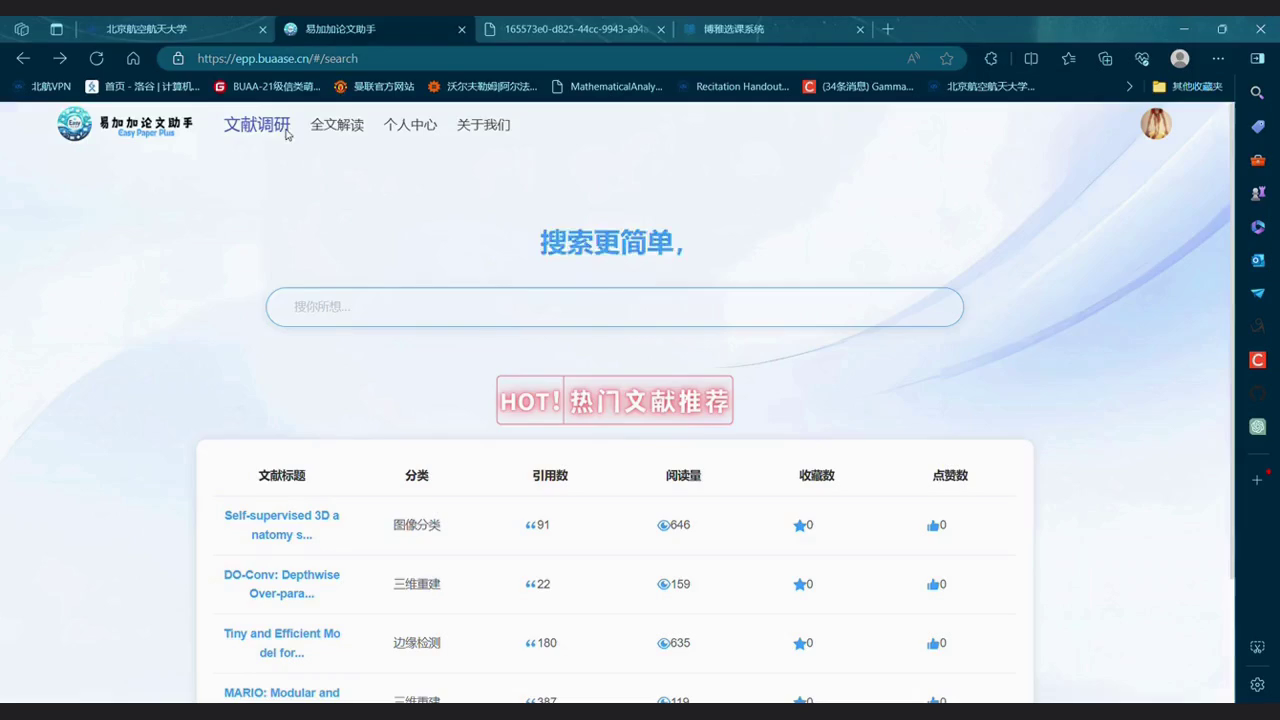 北京航空航天大学
易加加论文助手
165573e0-d825-44cc-9943-a94a
博雅选课系统
https://epp.buaase.cn/#/search
北航VPN
首页 - 洛谷 | 计算机...
BUAA-21级信类萌...
曼联官方网站
沃尔夫勒姆|阿尔法...
MathematicalAnaly...
Recitation Handout...
(34条消息) Gamma...
北京航空航天大学...
其他收藏夹
易加加论文助手
Easy Paper Plus
文献调研
全文解读
个人中心
关于我们
搜索更简单,
搜你所想...
HOT! 热门文献推荐
文献标题 分类 引用数 阅读量 收藏数 点赞数
Self-supervised 3D a
natomy s...
图像分类 91 646 0 0
DO-Conv: Depthwise
Over-para...
三维重建 22 159 0 0
Tiny and Efficient Mo
del for...
边缘检测 180 635 0 0
MARIO: Modular and
三维重建 387 119 0 0